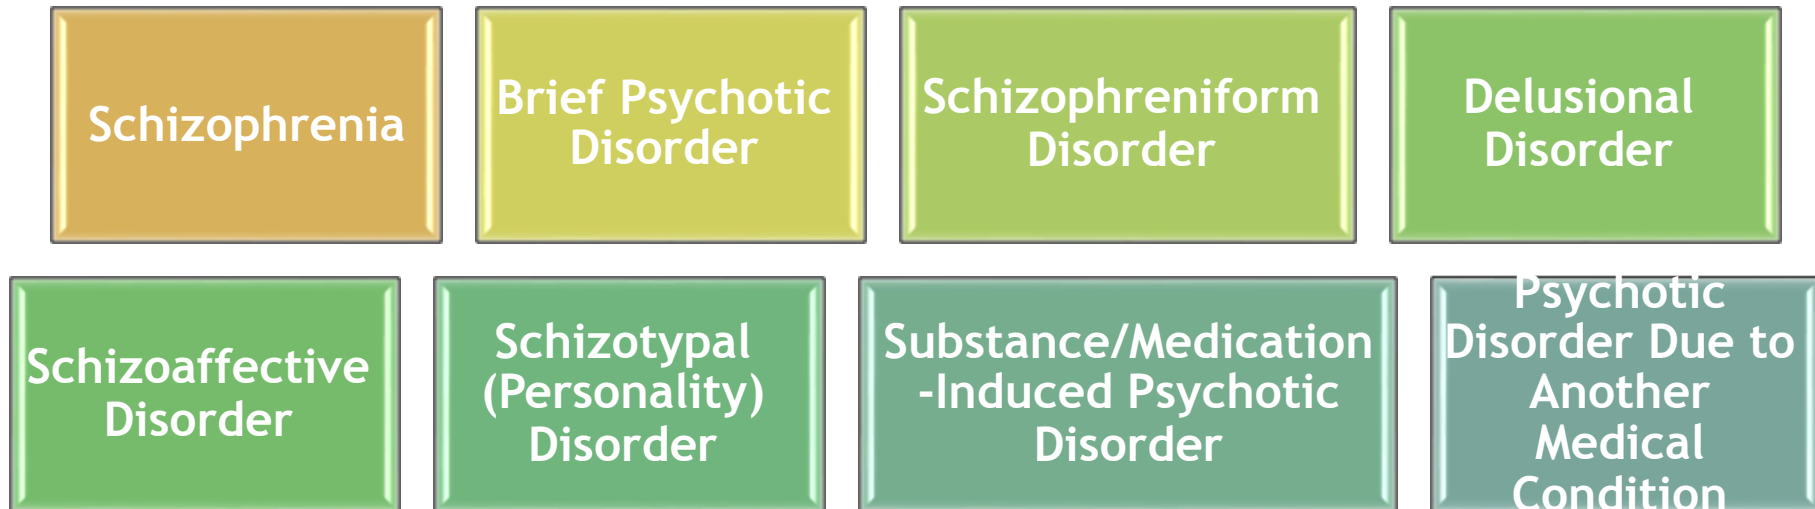 Schizophrenia
Brief Psychotic
Disorder
Schizophreniform
Disorder
Delusional
Disorder
Schizoaffective
Disorder
Schizotypal
(Personality)
Disorder
Substance/Medication
-Induced Psychotic
Disorder
Psychotic
Disorder Due to
Another
Medical
Condition